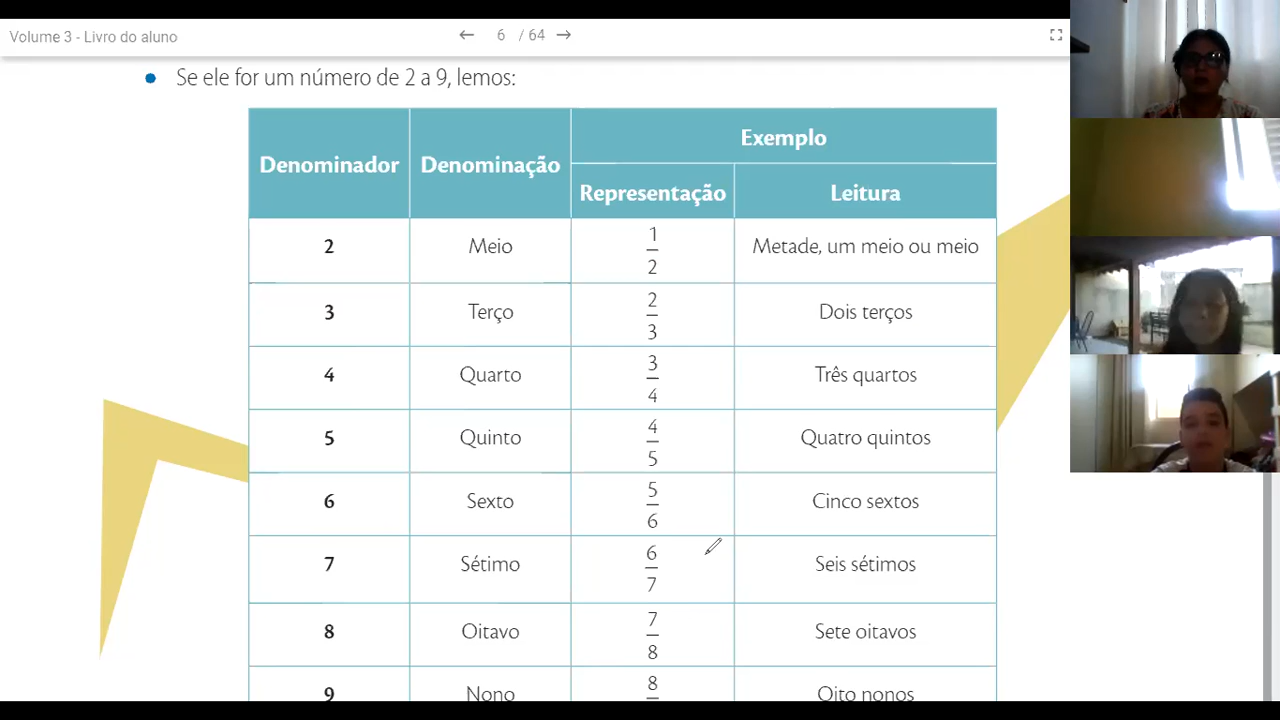 Volume 3 - Livro do aluno
6 / 64
Se ele for um número de 2 a 9, lemos:
Denominador Denominação Exemplo
Representação Leitura
2 Meio 1/2 Metade, um meio ou meio
3 Terço 2/3 Dois terços
4 Quarto 3/4 Três quartos
5 Quinto 4/5 Quatro quintos
6 Sexto 5/6 Cinco sextos
7 Sétimo 6/7 Seis sétimos
8 Oitavo 7/8 Sete oitavos
9 Nono 8 Oito nonos